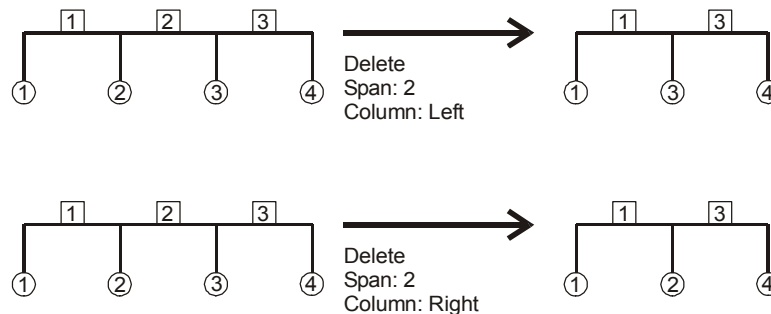 1 2 3 1 3
1 2 3 4 1 3 4
Delete
Span: 2
Column: Left
1 2 3 1 3
1 2 3 4 1 2 4
Delete
Span: 2
Column: Right